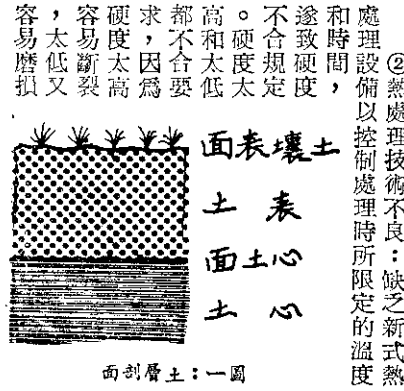 ②熱處理技術不良:缺乏新式熱
處理設備以控制處理時所限定的溫度
和時間,
遂致硬度
不合規定
。硬度太
高和太低
都不合要
求,因爲
硬度太高
容易斷裂
,太低又
容易磨損
土壤表面
表土
心土面
心土
圖一:土層剖面